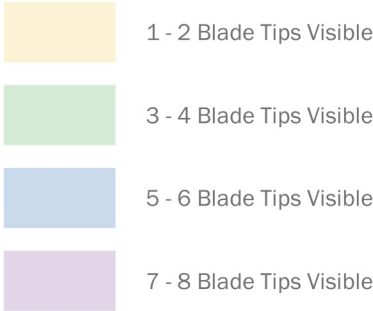 1 - 2 Blade Tips Visible
3 - 4 Blade Tips Visible
5 - 6 Blade Tips Visible
7 - 8 Blade Tips Visible